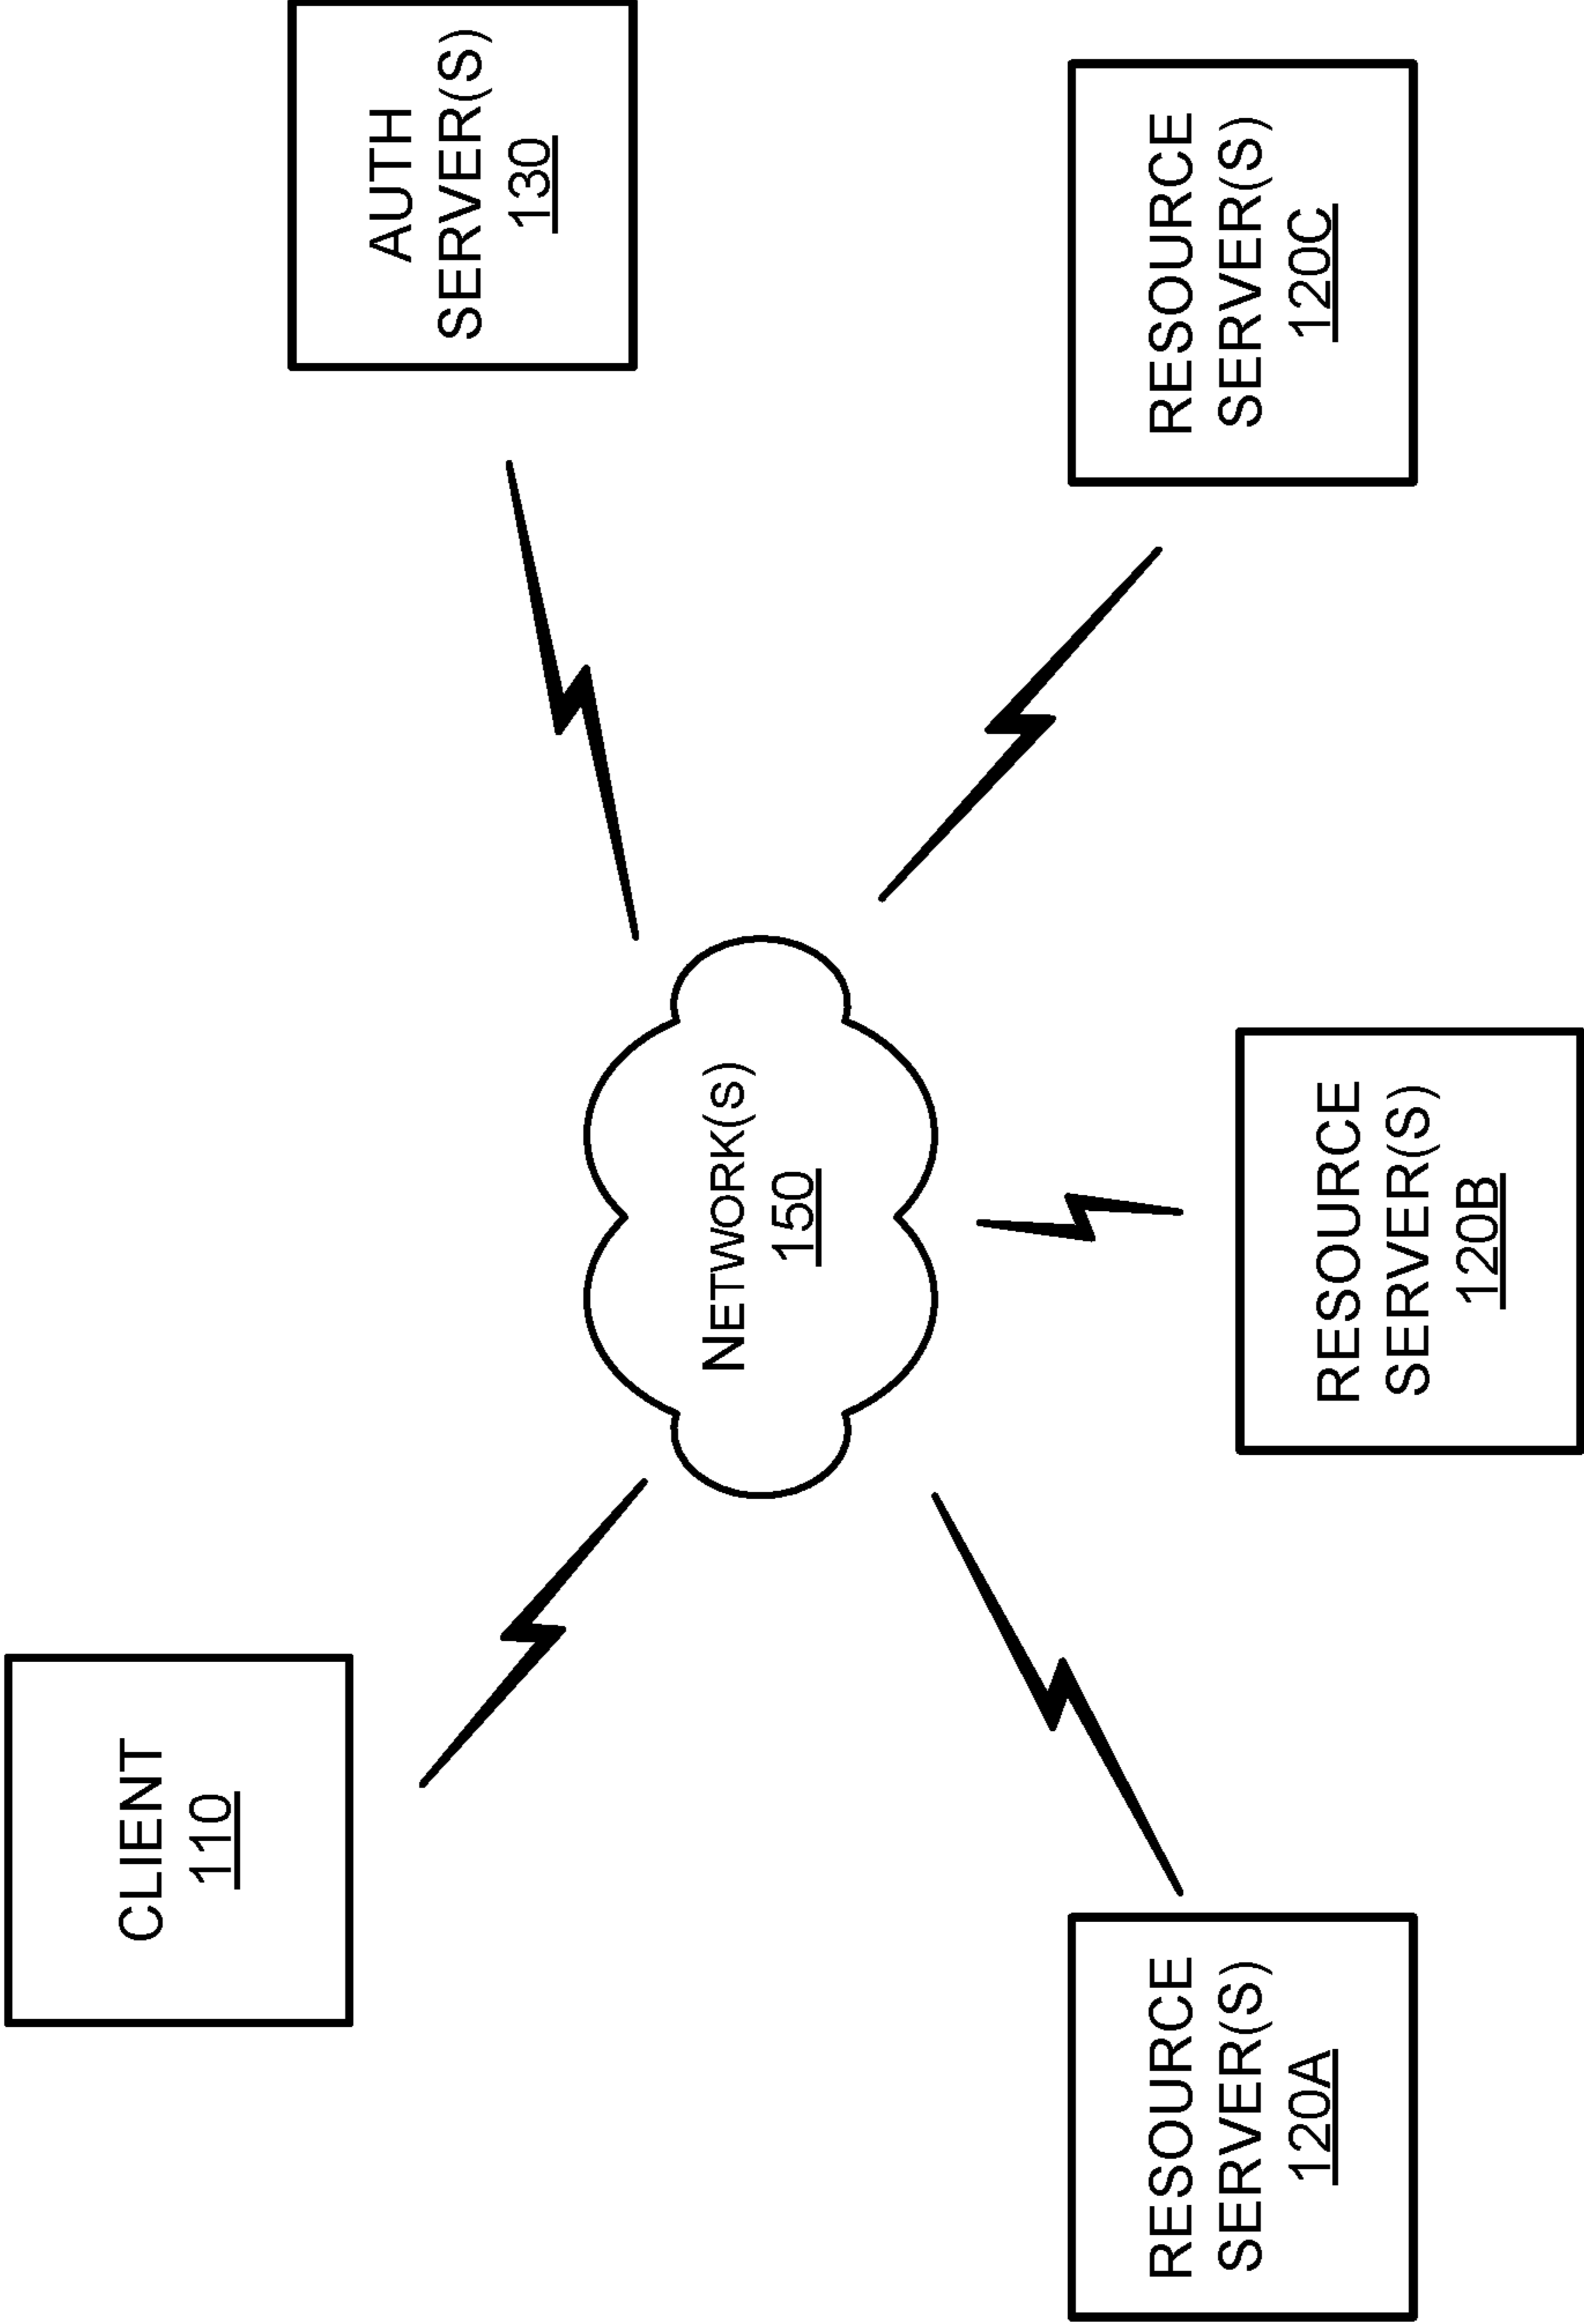 CLIENT
110
AUTH
SERVER(S)
130
NETWORK(S)
150
RESOURCE
SERVER(S)
120A
RESOURCE
SERVER(S)
120B
RESOURCE
SERVER(S)
120C